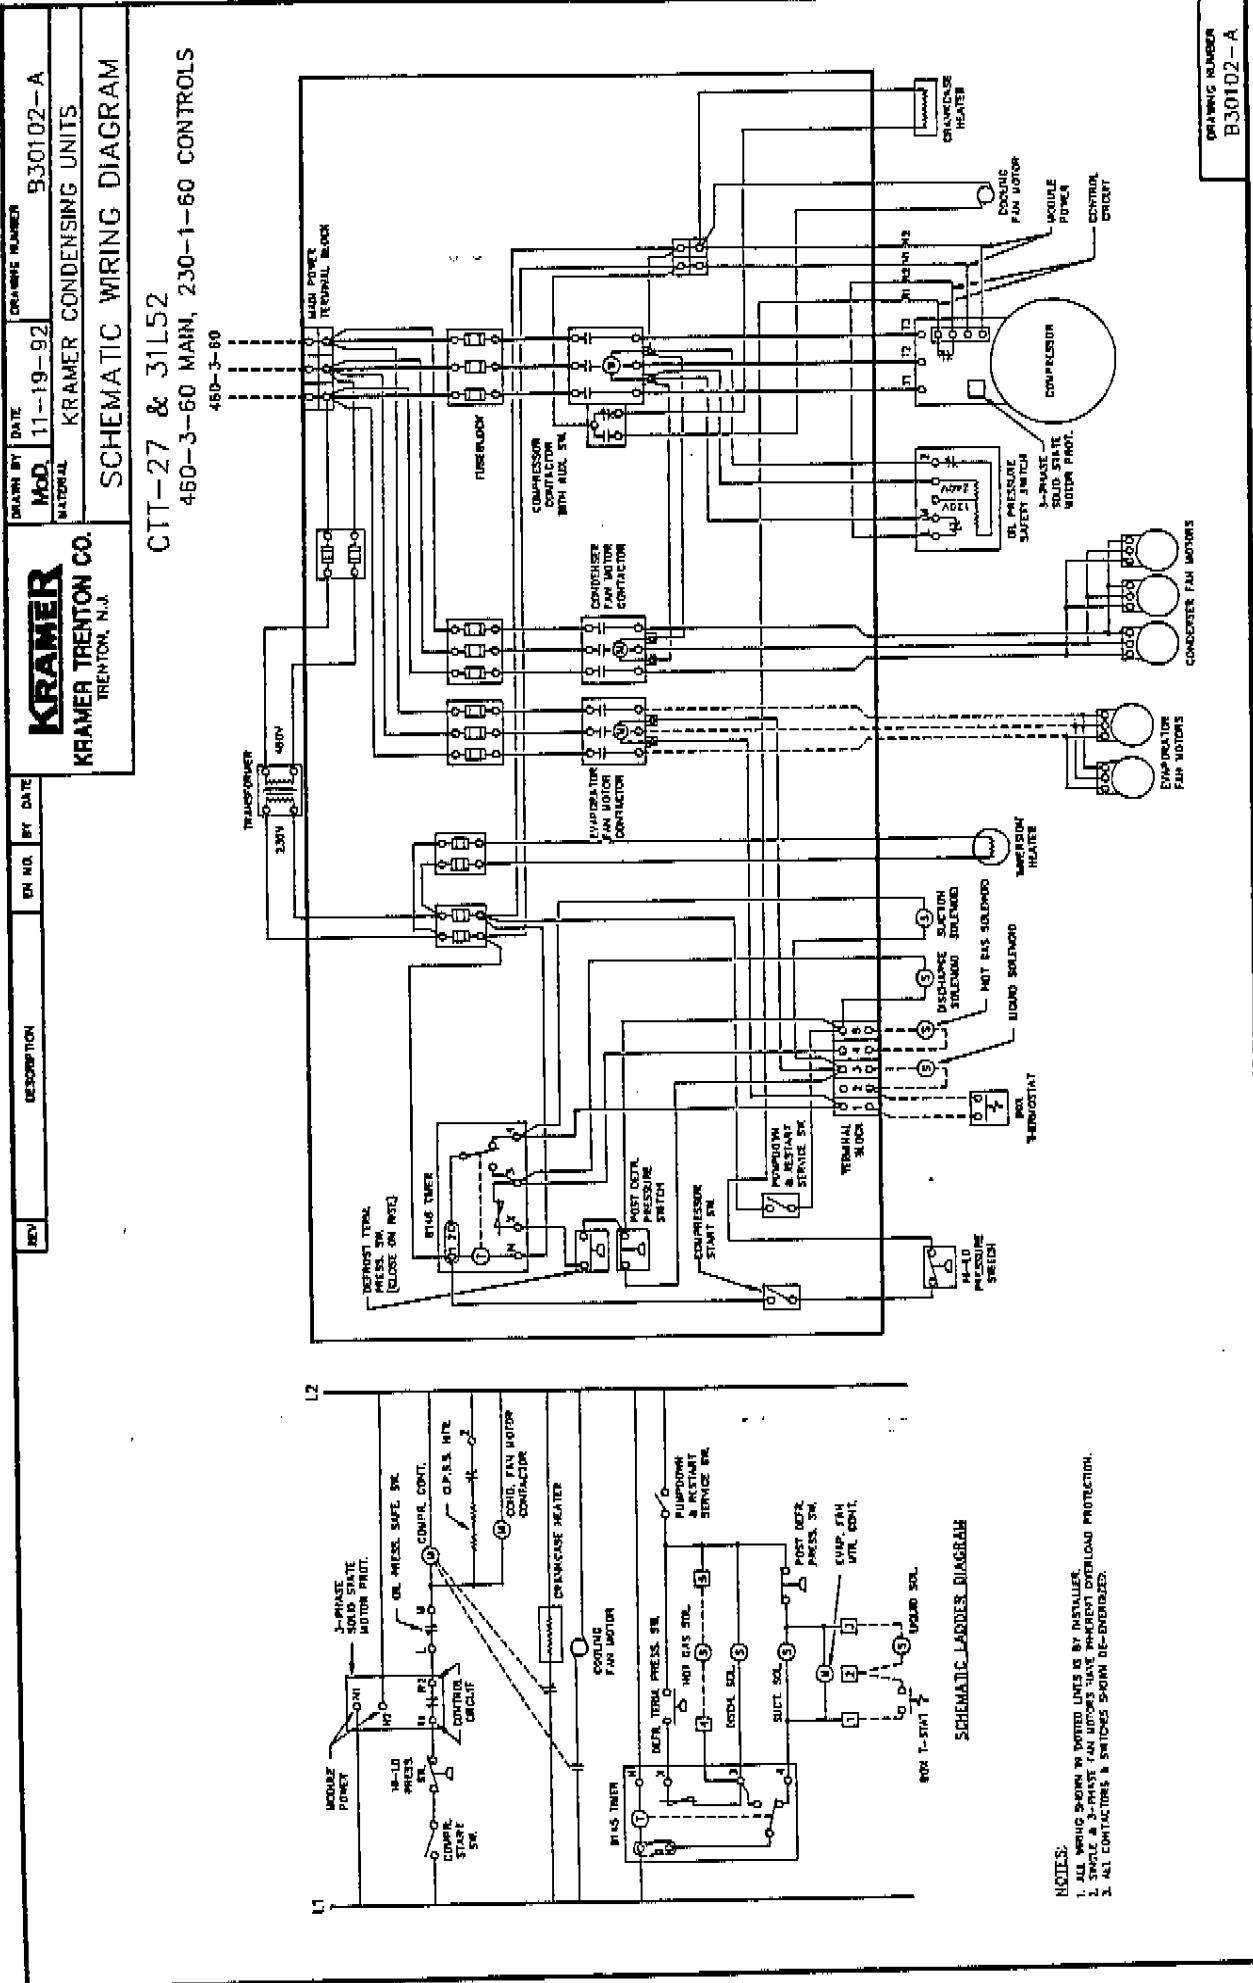 KRAMER
KRAMER TRENTON CO.
TRENTON, N.J.
DRAWN BY
MoD.
DATE
11-19-92
DRAWING NUMBER
B30102-A
MATERIAL
KRAMER CONDENSING UNITS
SCHEMATIC WIRING DIAGRAM
REV
DESCRIPTION
EN NO.
BY
DATE
CTT-27 & 31L52
460-3-60 MAIN, 230-1-60 CONTROLS
460-3-60
MAIN POWER
TERMINAL BLOCK
TRANSFORMER
230V
460V
FUSEBLOCK
COMPRESSOR
CONTACTOR
WITH AUX. SW.
CONDENSER
FAN MOTOR
CONTACTOR
EVAPORATOR
FAN MOTOR
CONTACTOR
8145 TIMER
DEFROST TERM.
PRESS. SW.
(CLOSE ON RISE)
POST DEFR.
PRESSURE
SWITCH
COMPRESSOR
START SW.
PUMPDOWN
& RESTART
SERVICE SW.
TERMINAL
BLOCK
1
2
3
4
5
HI-LO
PRESSURE
SWITCH
BOX
THERMOSTAT
LIQUID SOLENOID
HOT GAS SOLENOID
DISCHARGE
SOLENOID
SUCTION
SOLENOID
IMMERSION
HEATER
EVAPORATOR
FAN MOTORS
CONDENSER FAN MOTORS
OIL PRESSURE
SAFETY SWITCH
120V
240V
3-PHASE
SOLID STATE
MOTOR PROT.
COMPRESSOR
T1
T2
T3
CONTROL
CIRCUIT
MODULE
POWER
COOLING
FAN MOTOR
CRANKCASE
HEATER
DRAWING NUMBER
B30102-A
L1
L2
MODULE
POWER
3-PHASE
SOLID STATE
MOTOR PROT.
OIL PRESS. SAFE. SW.
COMPR. CONT.
O.P.S.S. HTR.
COND. FAN MOTOR
CONTACTOR
COMPR.
START
SW.
HI-LO
PRESS.
SW.
CONTROL
CIRCUIT
CRANKCASE HEATER
COOLING
FAN MOTOR
8145 TIMER
DEFR. TERM. PRESS. SW.
HOT GAS SOL.
DISCH. SOL.
SUCT. SOL.
PUMPDOWN
& RESTART
SERVICE SW.
POST DEFR.
PRESS. SW.
EVAP. FAN
MTR. CONT.
LIQUID SOL.
BOX T-STAT
SCHEMATIC LADDER DIAGRAM
NOTES:
1. ALL WIRING SHOWN IN DOTTED LINES IS BY INSTALLER.
2. SINGLE & 3-PHASE FAN MOTORS HAVE INHERENT OVERLOAD PROTECTION.
3. ALL CONTACTORS & SWITCHES SHOWN DE-ENERGIZED.